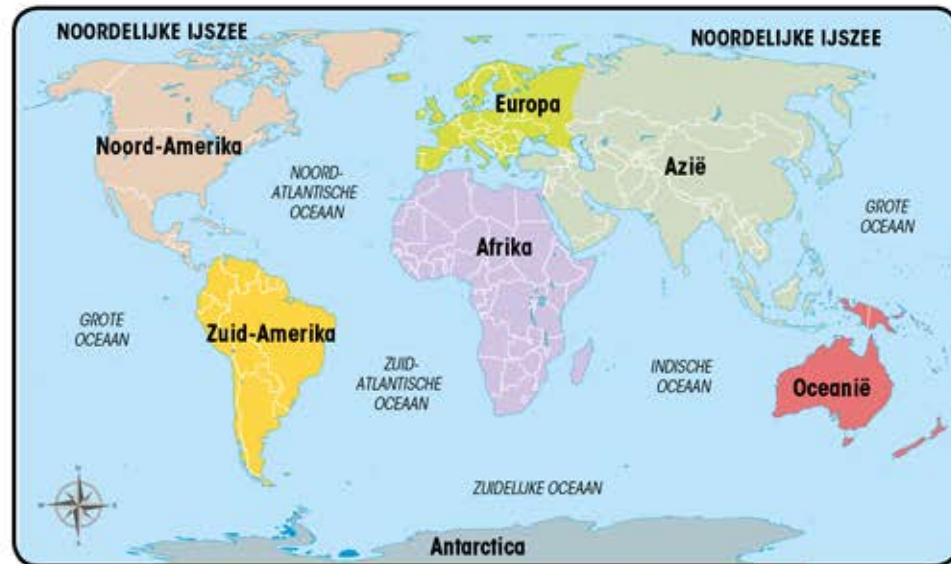 NOORDELIJKE IJSZEE
NOORDELIJKE IJSZEE
Europa
Noord-Amerika
Azië
NOORD-
ATLANTISCHE
OCEAAN
GROTE
OCEAAN
Afrika
GROTE
OCEAAN
Zuid-Amerika
ZUID-
ATLANTISCHE
OCEAAN
INDISCHE
OCEAAN
Oceanië
ZUIDELIJKE OCEAAN
Antarctica